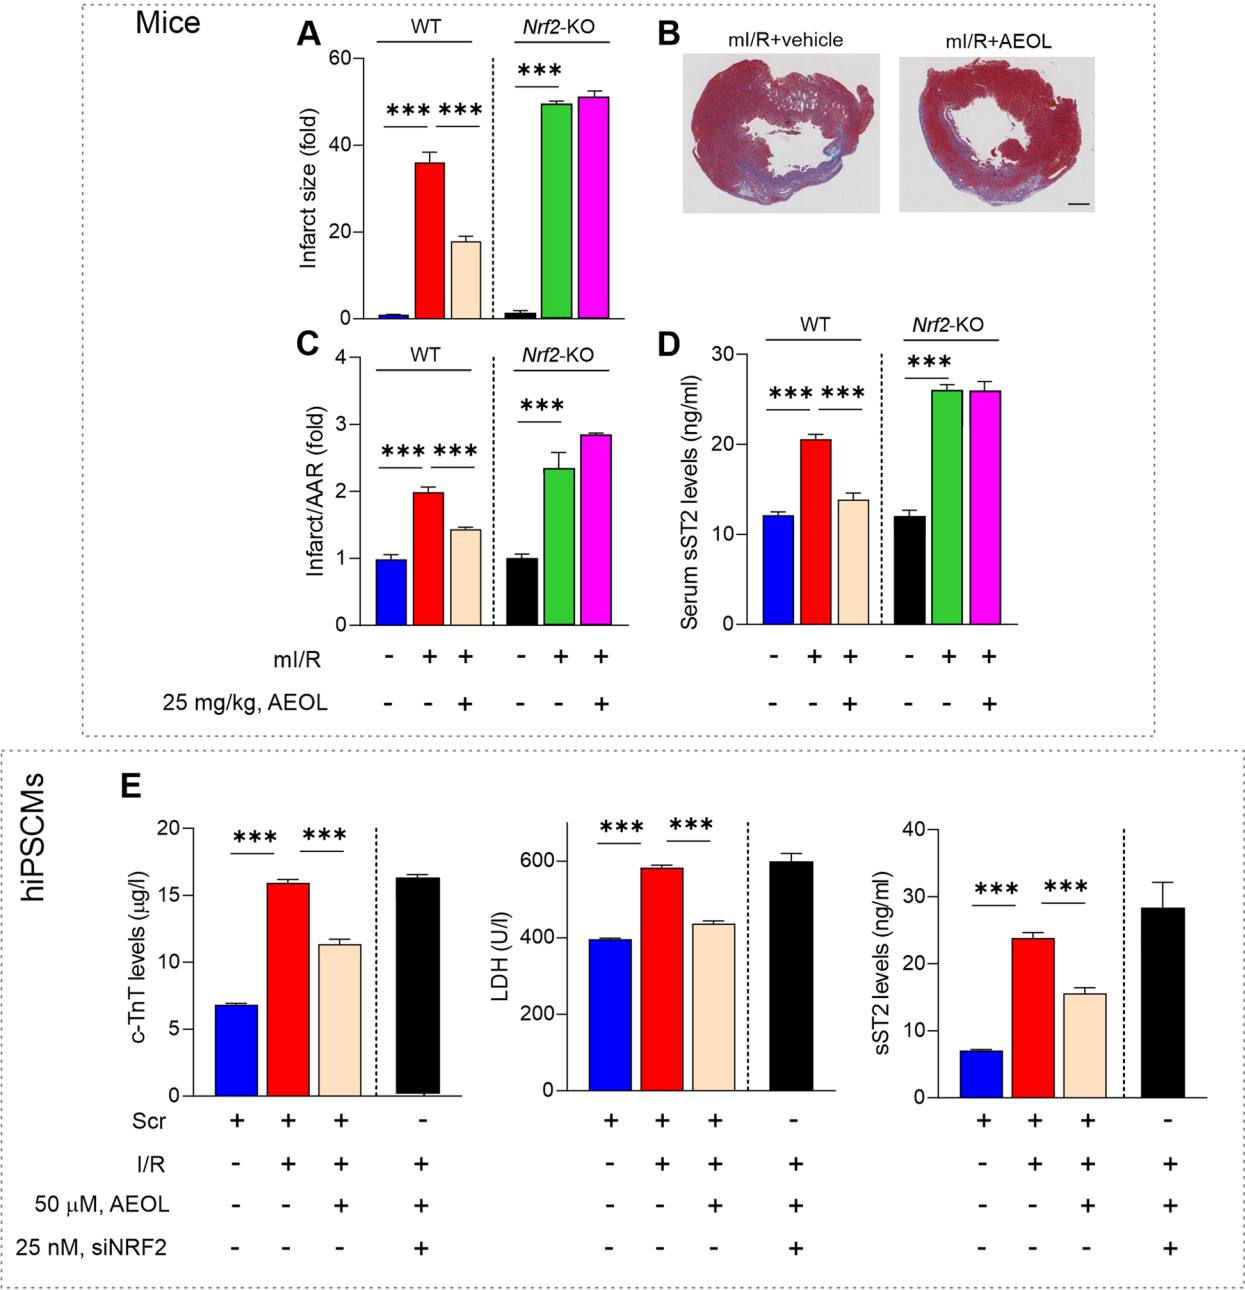 Mice
A
WT
Nrf2-KO
Infarct size (fold)
60
40
20
0
***
***
***
B
mI/R+vehicle
mI/R+AEOL
C
WT
Nrf2-KO
Infarct/AAR (fold)
4
3
2
1
0
***
***
***
D
WT
Nrf2-KO
Serum sST2 levels (ng/ml)
30
20
10
0
***
***
***
mI/R - + + - + + - + + - + +
25 mg/kg, AEOL - - + - - + - - + - - +
hiPSCMs
E
c-TnT levels (μg/l)
20
15
10
5
0
***
***
LDH (U/l)
600
400
200
0
***
***
sST2 levels (ng/ml)
40
30
20
10
0
***
***
Scr + + + - + + + - + + + -
I/R - + + + - + + + - + + +
50 μM, AEOL - - + + - - + + - - + +
25 nM, siNRF2 - - - + - - - + - - - +